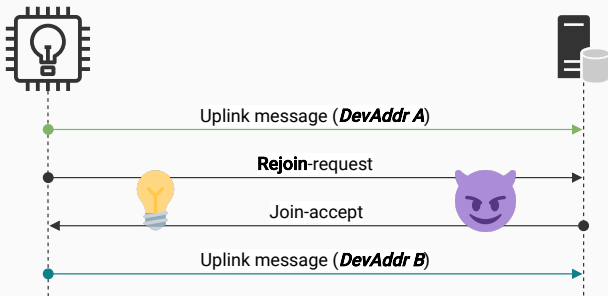 Uplink message (DevAddr A)
Rejoin-request
Join-accept
Uplink message (DevAddr B)